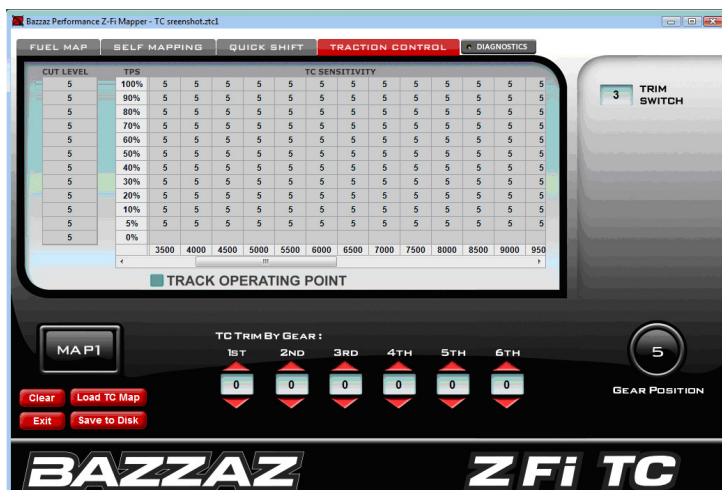 Bazzaz Performance Z-Fi Mapper - TC sreenshot.ztc1
FUEL MAP SELF MAPPING QUICK SHIFT TRACTION CONTROL DIAGNOSTICS
CUT LEVEL TPS TC SENSITIVITY
5 100% 5 5 5 5 5 5 5 5 5 5 5 5 5
5 90% 5 5 5 5 5 5 5 5 5 5 5 5 5
5 80% 5 5 5 5 5 5 5 5 5 5 5 5 5
5 70% 5 5 5 5 5 5 5 5 5 5 5 5 5
5 60% 5 5 5 5 5 5 5 5 5 5 5 5 5
5 50% 5 5 5 5 5 5 5 5 5 5 5 5 5
5 40% 5 5 5 5 5 5 5 5 5 5 5 5 5
5 30% 5 5 5 5 5 5 5 5 5 5 5 5 5
5 20% 5 5 5 5 5 5 5 5 5 5 5 5 5
5 10% 5 5 5 5 5 5 5 5 5 5 5 5 5
5 5% 5 5 5 5 5 5 5 5 5 5 5 5 5
5 0%
3500 4000 4500 5000 5500 6000 6500 7000 7500 8000 8500 9000 950
TRACK OPERATING POINT
3 TRIM
SWITCH
MAP1
TC TRIM BY GEAR :
1ST 2ND 3RD 4TH 5TH 6TH
0 0 0 0 0 0
5
GEAR POSITION
Clear Load TC Map
Exit Save to Disk
BAZZAZ Z Fi TC